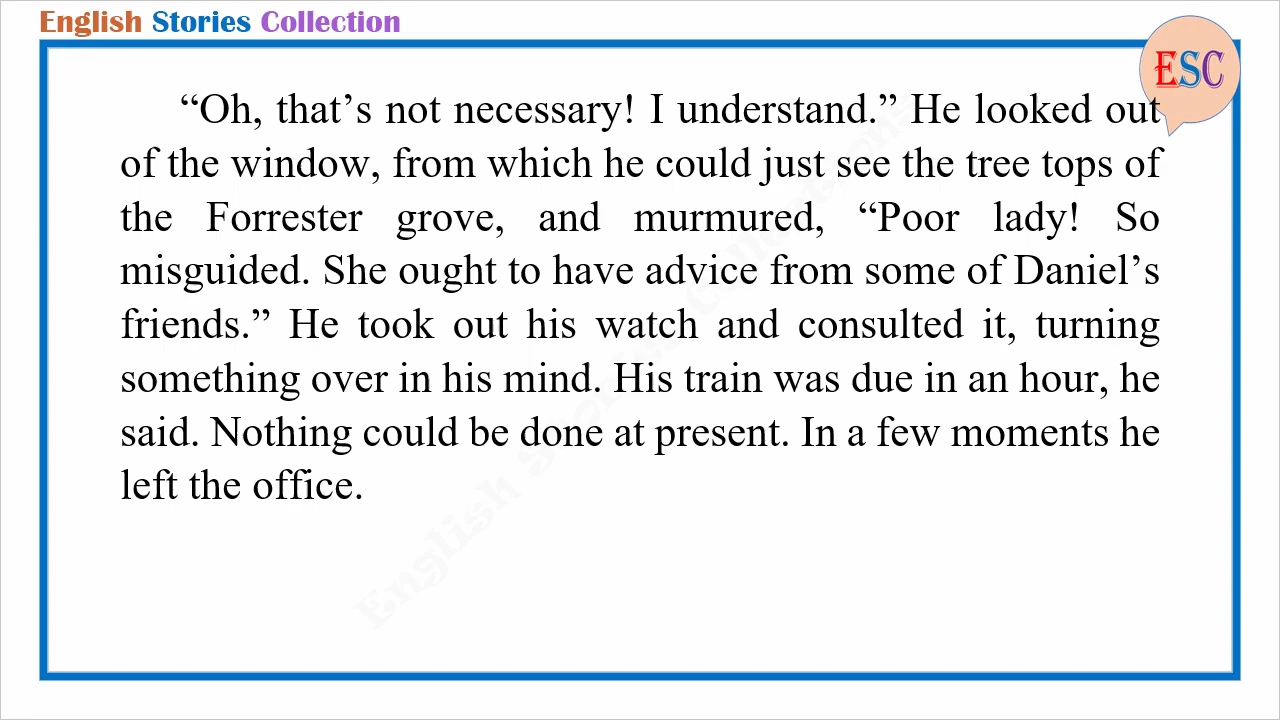 English Stories Collection
ESC
“Oh, that’s not necessary! I understand.” He looked out
of the window, from which he could just see the tree tops of
the Forrester grove, and murmured, “Poor lady! So
misguided. She ought to have advice from some of Daniel’s
friends.” He took out his watch and consulted it, turning
something over in his mind. His train was due in an hour, he
said. Nothing could be done at present. In a few moments he
left the office.
English Stories Collections